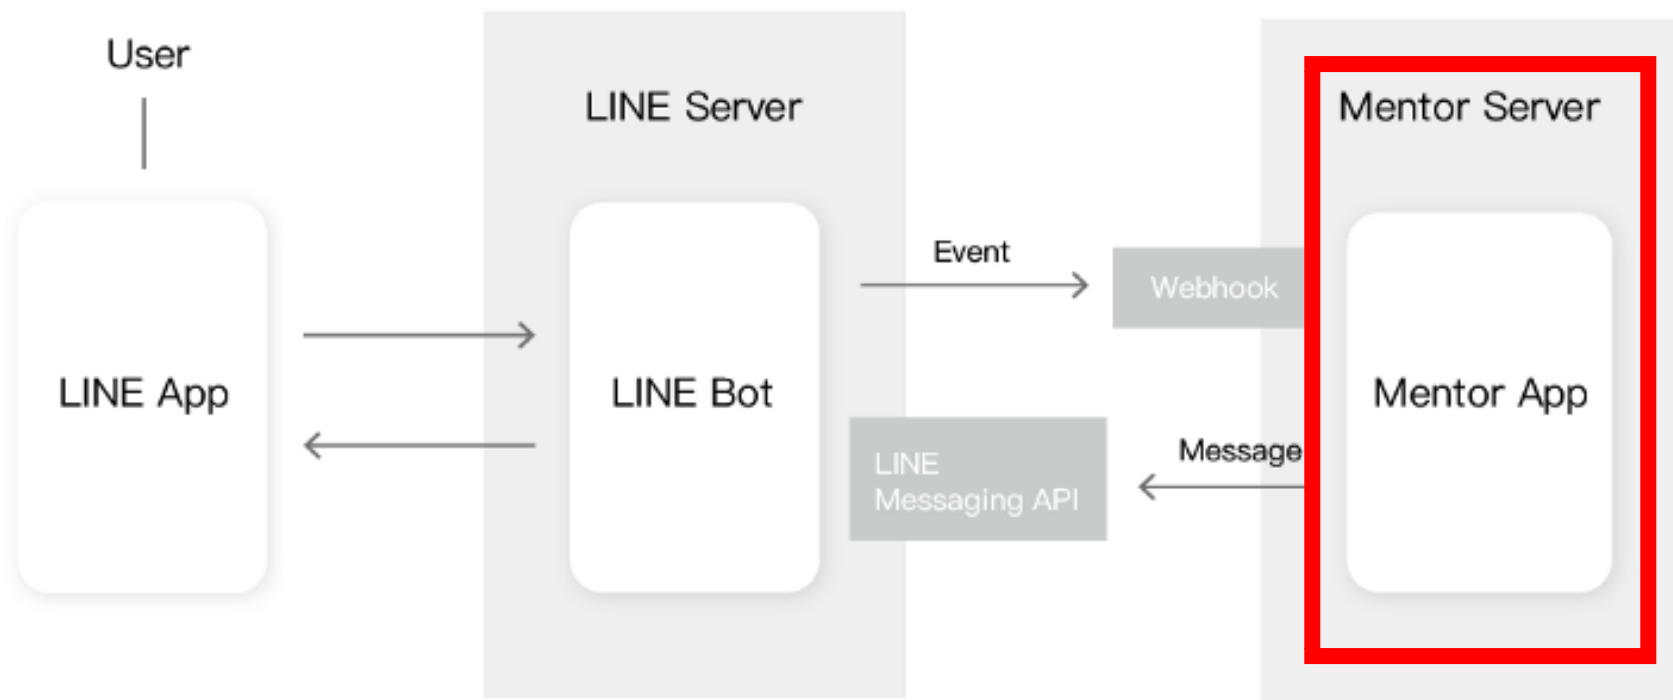 User
LINE Server
Mentor Server
Event
Webhook
LINE App
LINE Bot
Mentor App
Message
LINE
Messaging API